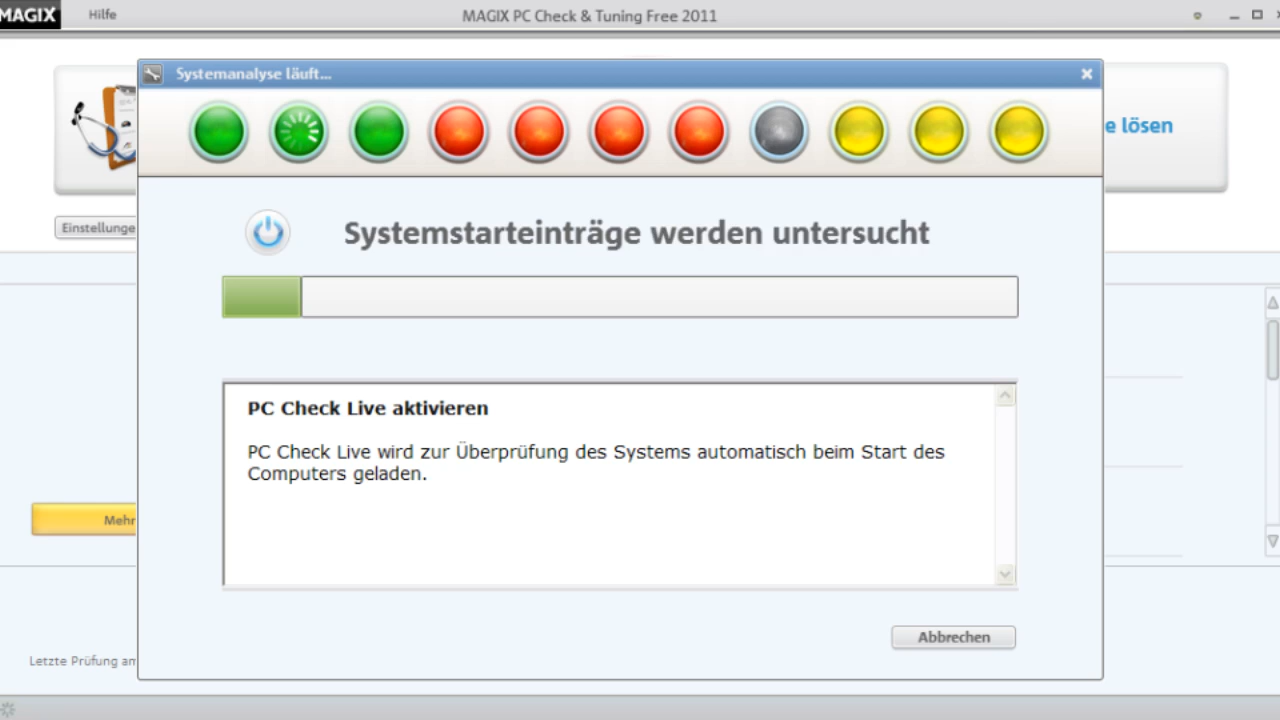 MAGIX Hilfe MAGIX PC Check & Tuning Free 2011
Systemanalyse läuft...
e lösen
Einstellunge
Systemstarteinträge werden untersucht
PC Check Live aktivieren
PC Check Live wird zur Überprüfung des Systems automatisch beim Start des
Computers geladen.
Mehr
Abbrechen
Letzte Prüfung am